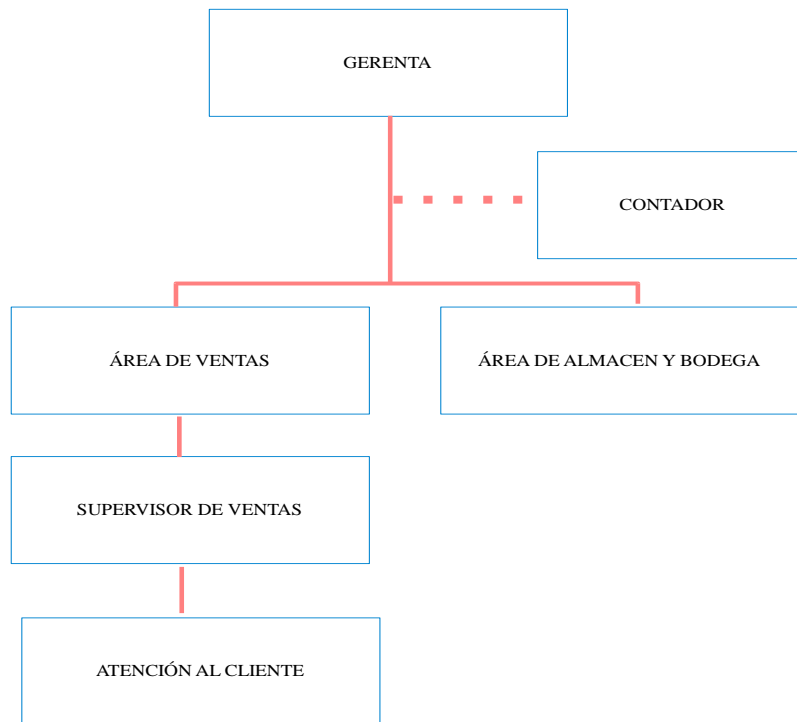 GERENTA
CONTADOR
ÁREA DE VENTAS
ÁREA DE ALMACEN Y BODEGA
SUPERVISOR DE VENTAS
ATENCIÓN AL CLIENTE